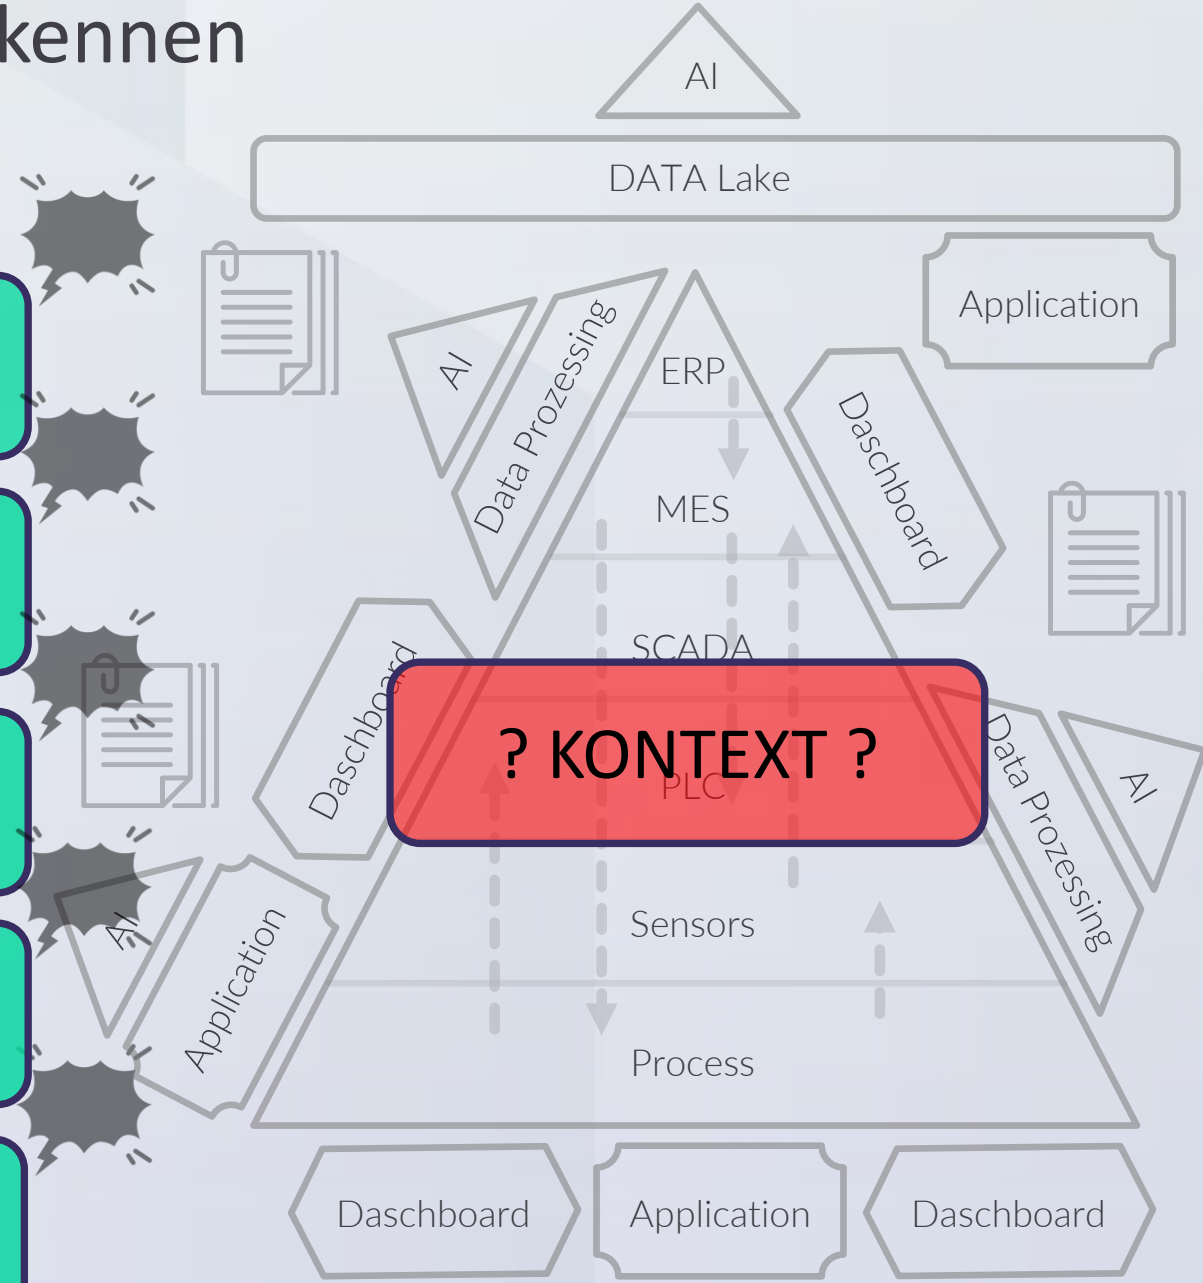 kennen
AI
DATA Lake
Application
AI
Data Prozessing
ERP
Daschboard
MES
SCADA
Daschboard
? KONTEXT ?
PLC
Data Prozessing
AI
AI
Application
Sensors
Process
Daschboard
Application
Daschboard